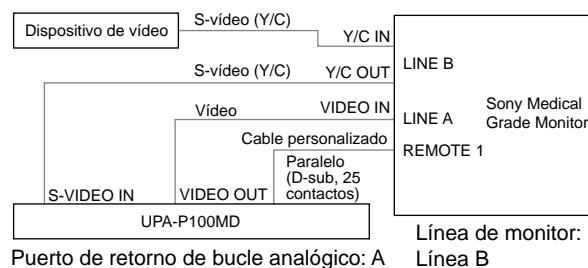 Dispositivo de vídeo
S-vídeo (Y/C)
Y/C IN
LINE B
S-vídeo (Y/C)
Y/C OUT
Vídeo
VIDEO IN
LINE A
Sony Medical
Grade Monitor
Cable personalizado
REMOTE 1
Paralelo
(D-sub, 25
contactos)
S-VIDEO IN
VIDEO OUT
UPA-P100MD
Línea de monitor:
Línea B
Puerto de retorno de bucle analógico: A